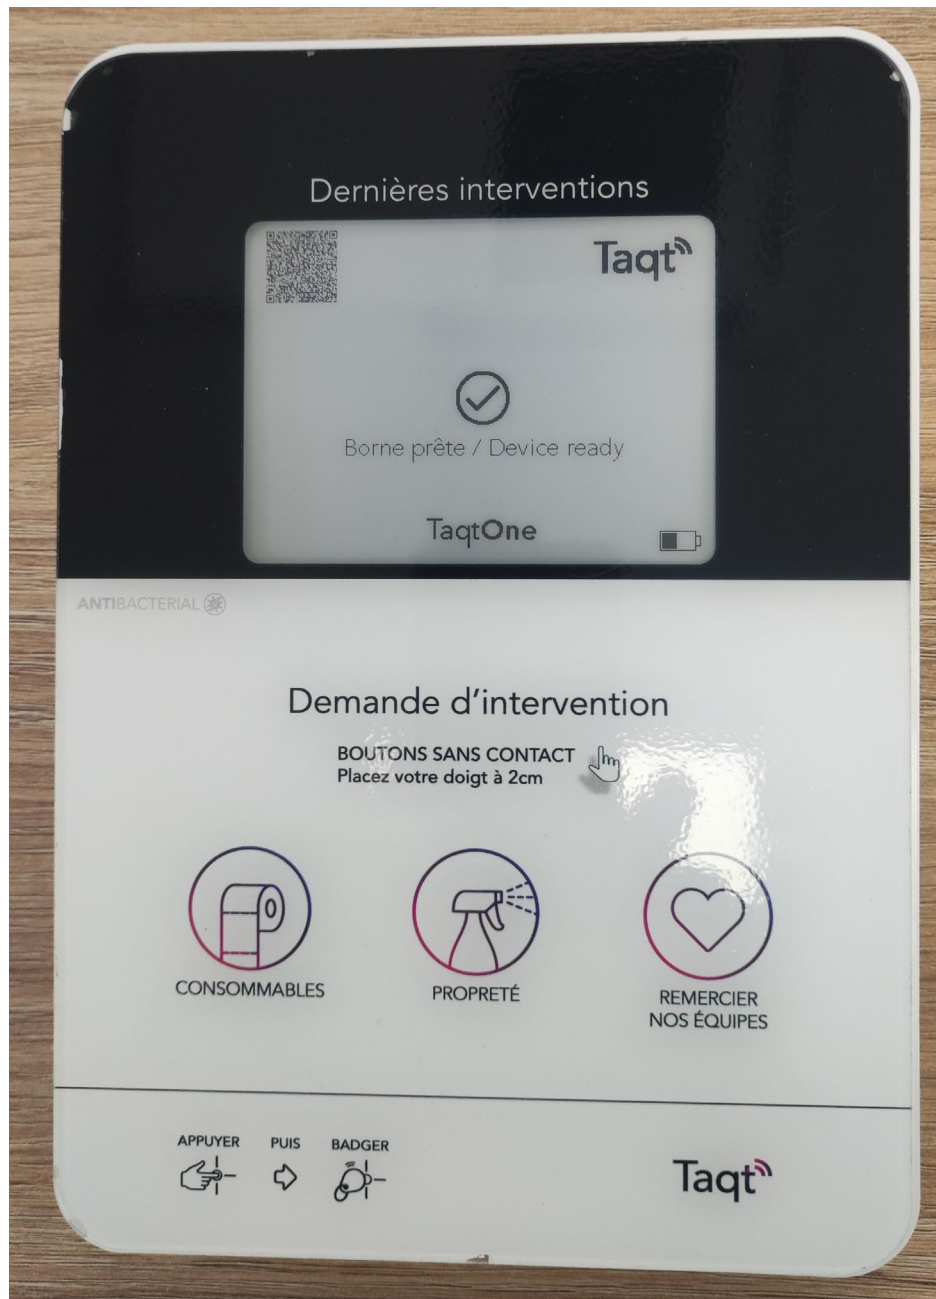 Dernières interventions
Taqt
Borne prête / Device ready
TaqtOne
ANTIBACTERIAL
Demande d'intervention
BOUTONS SANS CONTACT
Placez votre doigt à 2cm
CONSOMMABLES
PROPRETÉ
REMERCIER
NOS ÉQUIPES
APPUYER PUIS BADGER
Taqt